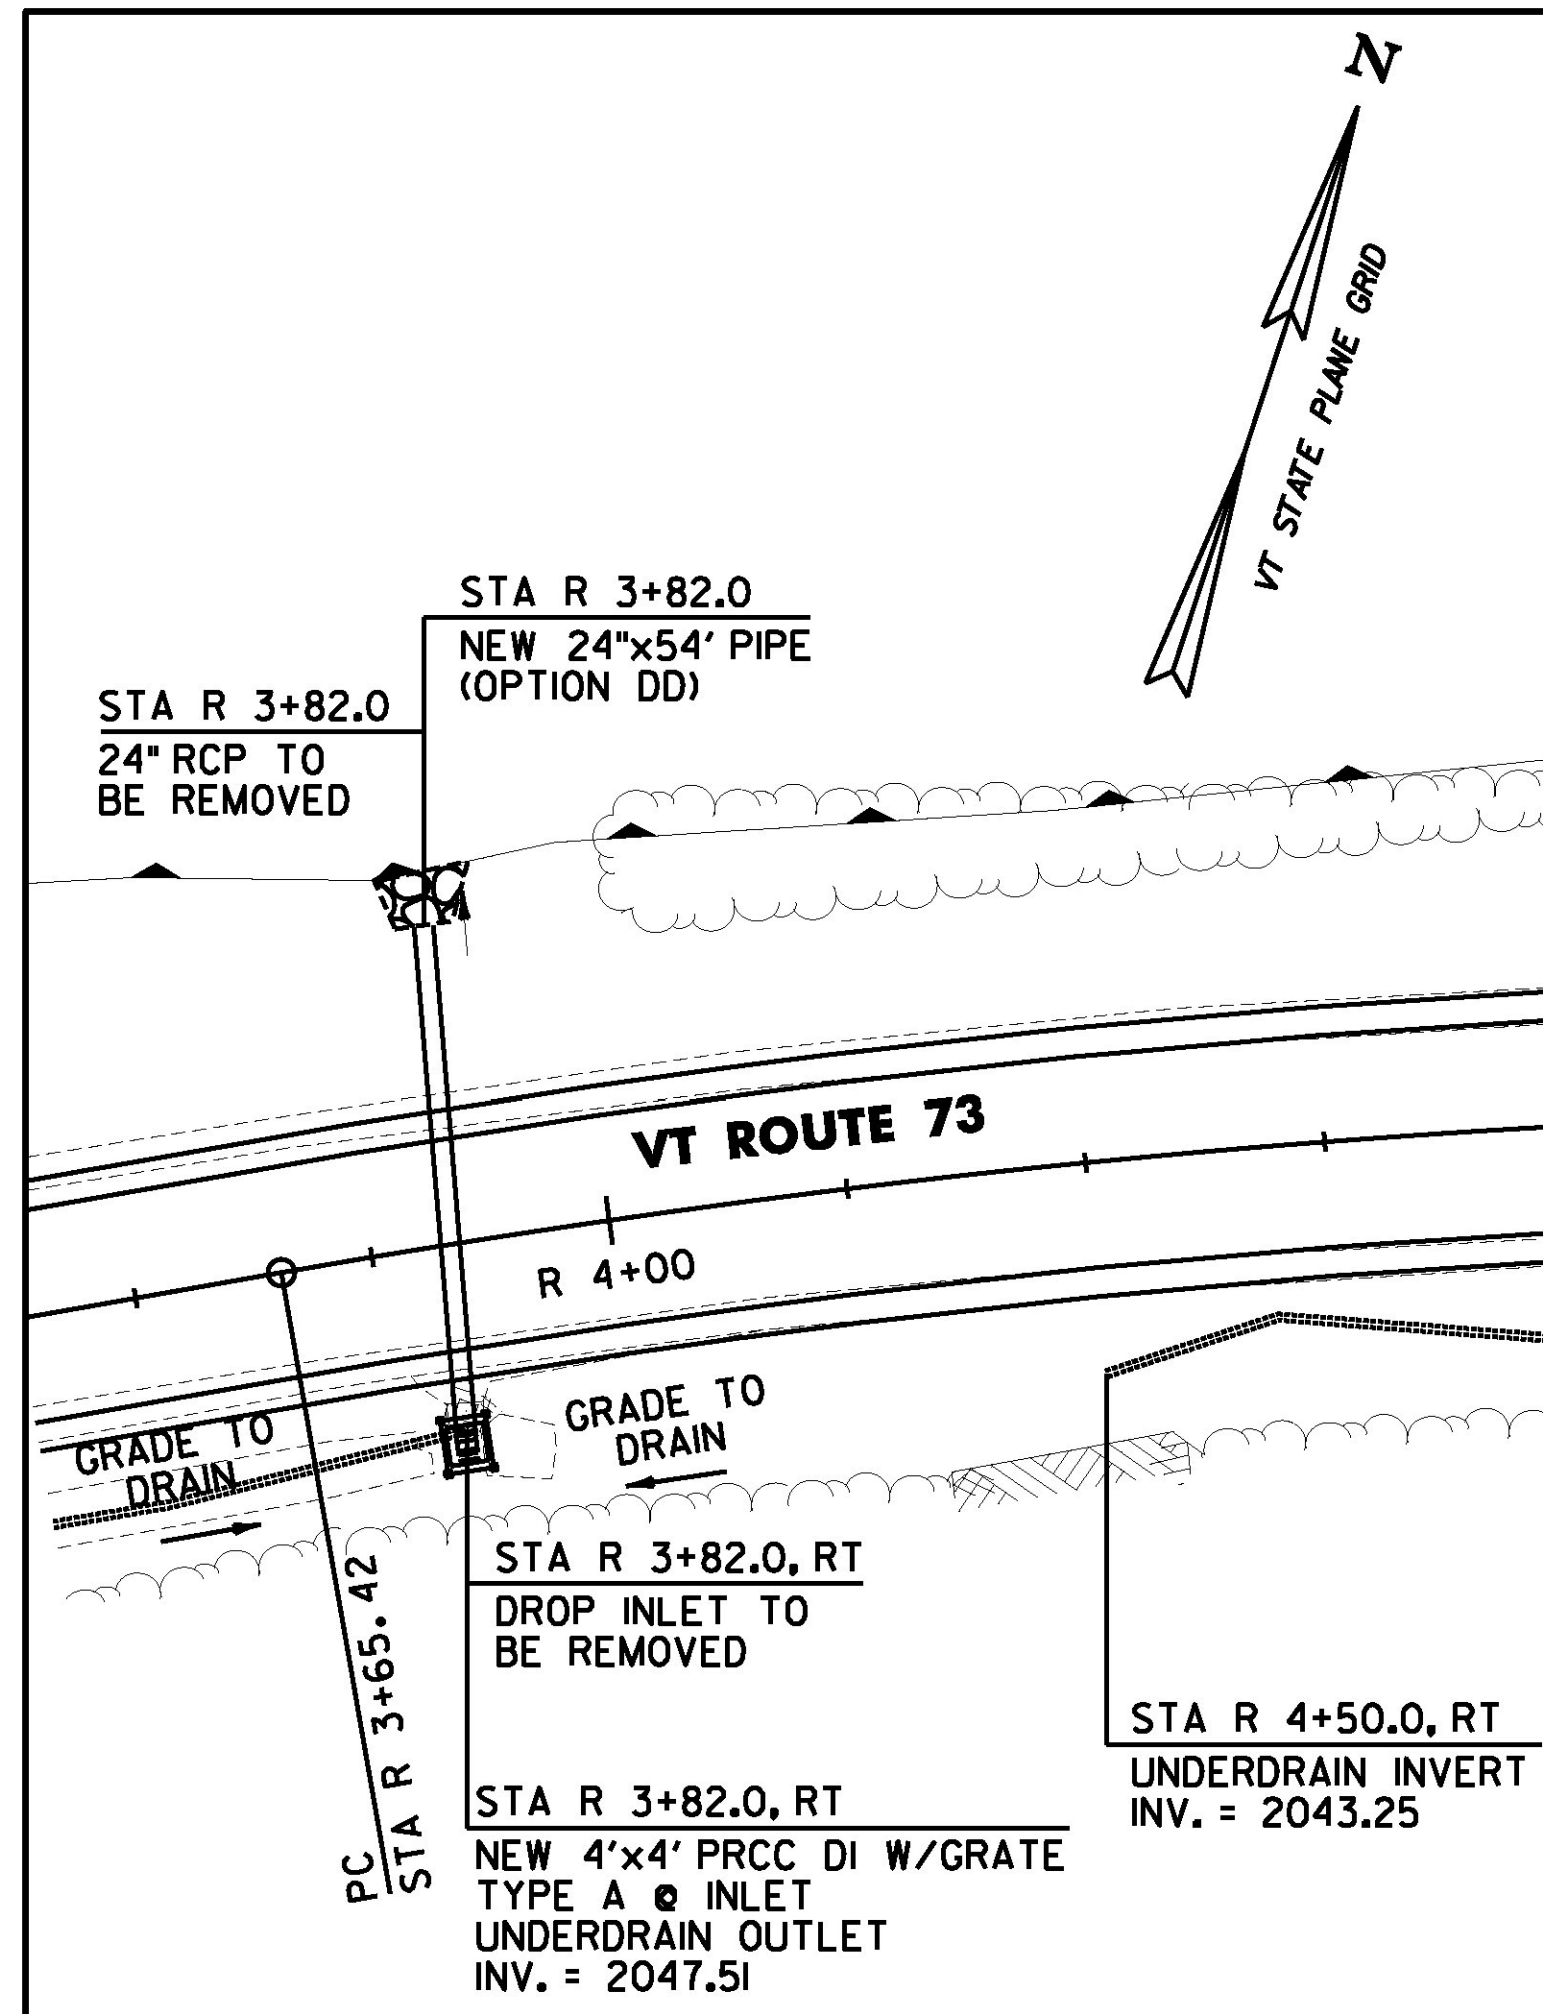 N
VT STATE PLANE GRID
STA R 3+82.0
NEW 24"x54' PIPE
(OPTION DD)
STA R 3+82.0
24" RCP TO
BE REMOVED
VT ROUTE 73
R 4+00
GRADE TO
DRAIN
GRADE TO
DRAIN
STA R 3+82.0, RT
DROP INLET TO
BE REMOVED
PC
STA R 3+65.42
STA R 4+50.0, RT
UNDERDRAIN INVERT
INV. = 2043.25
STA R 3+82.0, RT
NEW 4'x4' PRCC DI W/GRATE
TYPE A @ INLET
UNDERDRAIN OUTLET
INV. = 2047.51